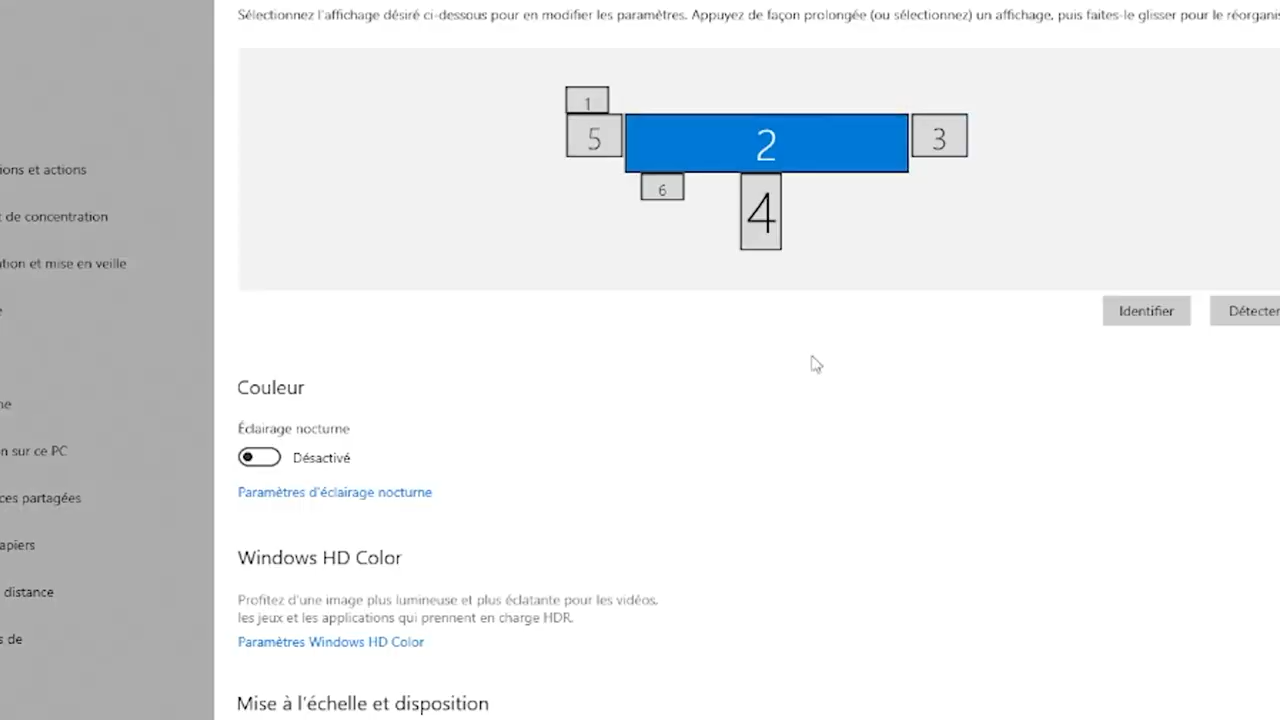 Sélectionnez l'affichage désiré ci-dessous pour en modifier les paramètres. Appuyez de façon prolongée (ou sélectionnez) un affichage, puis faites-le glisser pour le
1
5
2
3
6
4
ions et actions
de concentration
tion et mise en veille
Identifier
Détecter
Couleur
Éclairage nocturne
n sur ce PC
Désactivé
ces partagées
Paramètres d'éclairage nocturne
apiers
Windows HD Color
distance
Profitez d'une image plus lumineuse et plus éclatante pour les vidéos,
les jeux et les applications qui prennent en charge HDR.
s de
Paramètres Windows HD Color
Mise à l'échelle et disposition